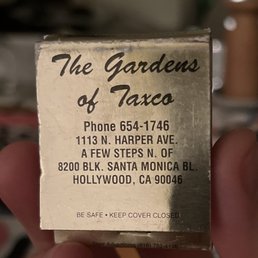 The Gardens
of Taxco
Phone 654-1746
1113 N. HARPER AVE.
A FEW STEPS N. OF
8200 BLK. SANTA MONICA BL.
HOLLYWOOD, CA 90046
BE SAFE • KEEP COVER CLOSED